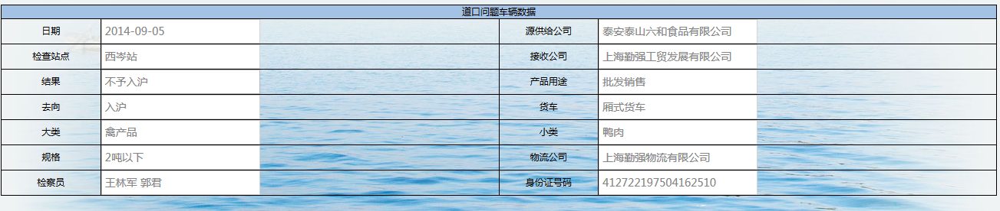 道口问题车辆数据
日期 2014-09-05 源供给公司 泰安泰山六和食品有限公司
检查站点 西岑站 接收公司 上海勤强工贸发展有限公司
结果 不予入沪 产品用途 批发销售
去向 入沪 货车 厢式货车
大类 禽产品 小类 鸭肉
规格 2吨以下 物流公司 上海勤强物流有限公司
检察员 王林军 郭君 身份证号码 412722197504162510